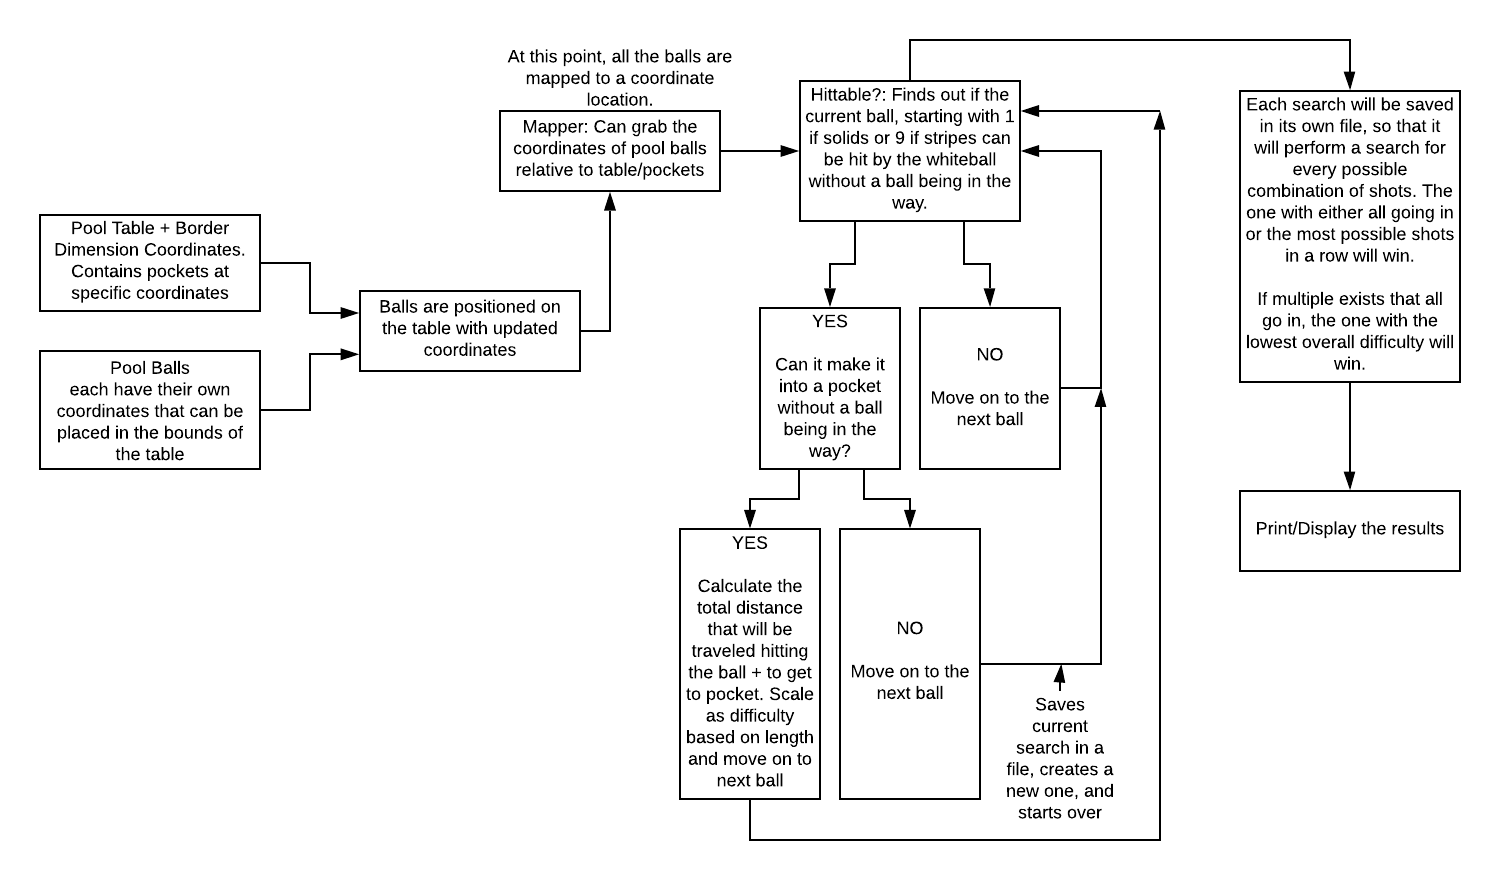 At this point, all the balls are
mapped to a coordinate
location.
Mapper: Can grab the
coordinates of pool balls
relative to table/pockets
Pool Table + Border
Dimension Coordinates.
Contains pockets at
specific coordinates
Pool Balls
each have their own
coordinates that can be
placed in the bounds of
the table
Balls are positioned on
the table with updated
coordinates
Hittable?: Finds out if the
current ball, starting with 1
if solids or 9 if stripes can
be hit by the whiteball
without a ball being in the
way.
YES
Can it make it
into a pocket
without a ball
being in the
way?
NO
Move on to the
next ball
YES
Calculate the
total distance
that will be
traveled hitting
the ball + to get
to pocket. Scale
as difficulty
based on length
and move on to
next ball
NO
Move on to the
next ball
Saves
current
search in a
file, creates a
new one, and
starts over
Each search will be saved
in its own file, so that it
will perform a search for
every possible
combination of shots. The
one with either all going in
or the most possible shots
in a row will win.
If multiple exists that all
go in, the one with the
lowest overall difficulty will
win.
Print/Display the results